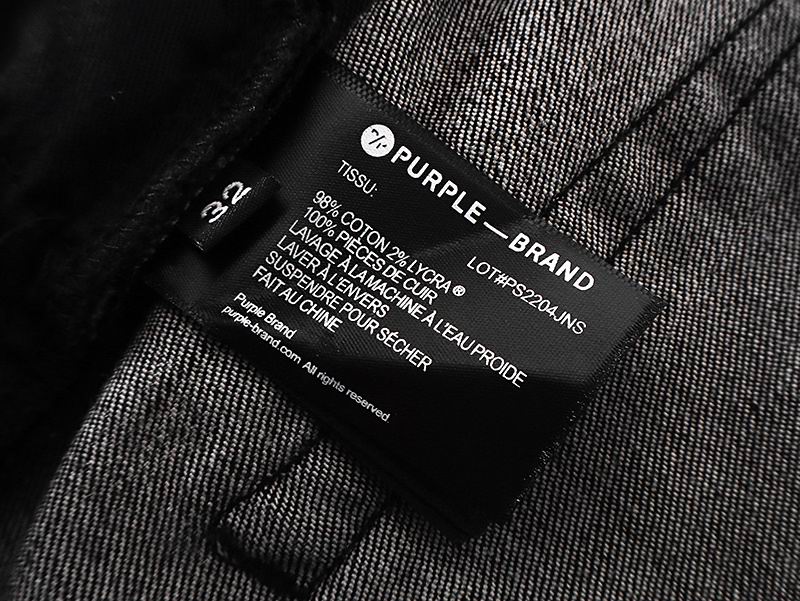 PURPLE—BRAND
TISSU:
LOT#PS2204JNS
98% COTON 2% LYCRA®
100% PIÈCES DE CUIR
LAVAGE À LA MACHINE À L'EAU PROIDE
LAVER À L'ENVERS
SUSPENDRE POUR SÉCHER
FAIT AU CHINE
Purple Brand
purple-brand.com All rights reserved.
32